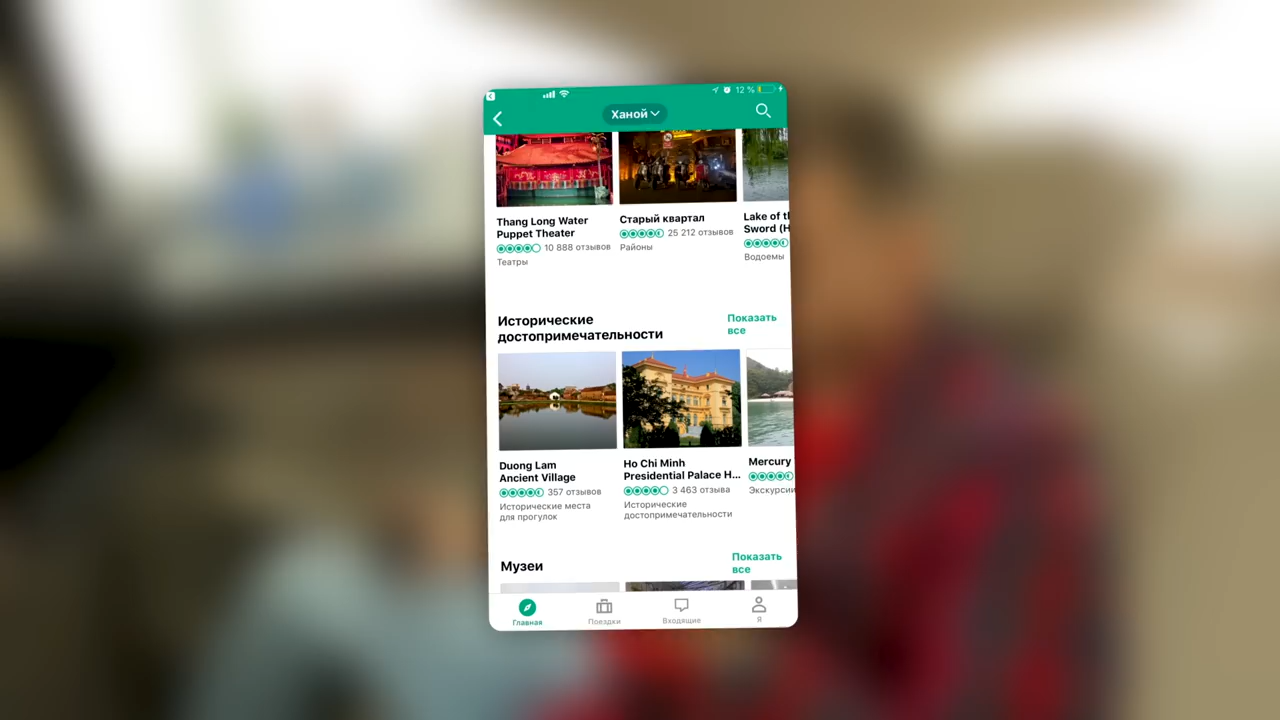 12 %
Ханой
Thang Long Water
Puppet Theater
10 888 отзывов
Театры
Старый квартал
25 212 отзывов
Районы
Lake of t
Sword (H
Водоемы
Исторические
достопримечательности
Показать
все
Duong Lam
Ancient Village
357 отзывов
Исторические места
для прогулок
Ho Chi Minh
Presidential Palace H...
3 463 отзыва
Исторические
достопримечательности
Mercury
Экскурсии
Музеи
Показать
все
Главная
Поездки
Входящие
Я